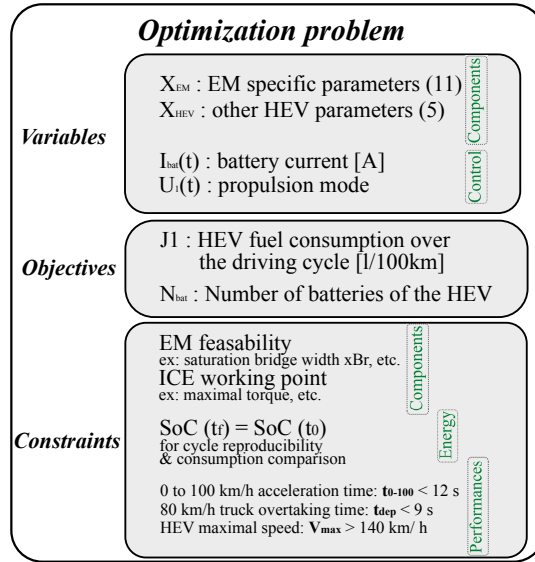 Optimization problem
Variables
XEM : EM specific parameters (11)
XHEV : other HEV parameters (5)
Components
Ibat(t) : battery current [A]
U1(t) : propulsion mode
Control
Objectives
J1 : HEV fuel consumption over
the driving cycle [l/100km]
Nbat : Number of batteries of the HEV
Constraints
EM feasability
ex: saturation bridge width xBr, etc.
ICE working point
ex: maximal torque, etc.
Components
SoC (tf) = SoC (t0)
for cycle reproducibility
& consumption comparison
Energy
0 to 100 km/h acceleration time: t0-100 < 12 s
80 km/h truck overtaking time: tdep < 9 s
HEV maximal speed: Vmax > 140 km/ h
Performances